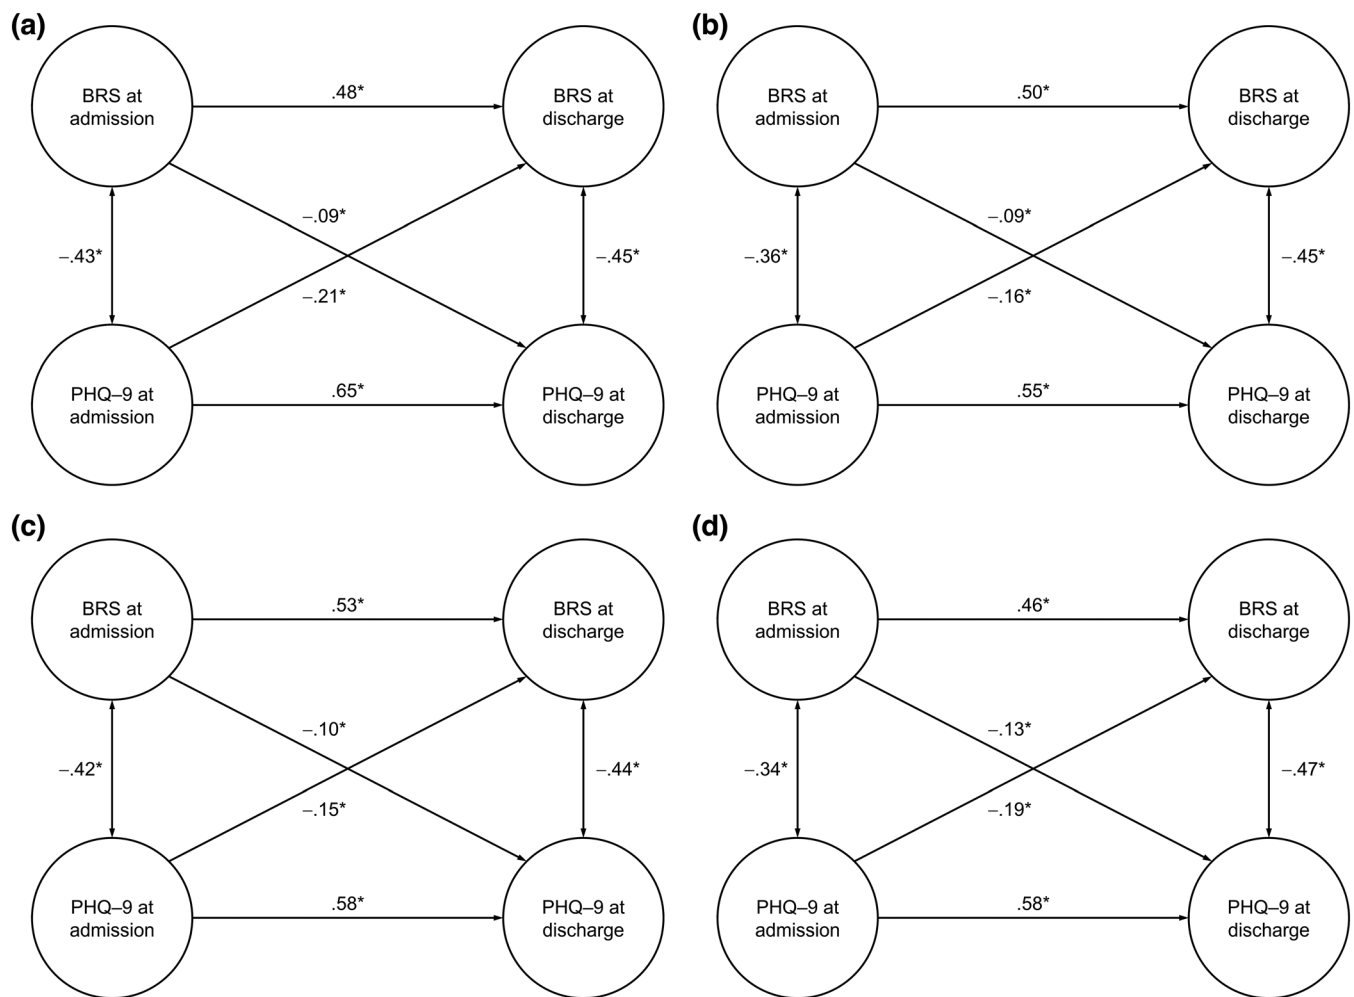 (a)
BRS at
admission
.48*
BRS at
discharge
–.09*
–.43*
–.45*
–.21*
PHQ–9 at
admission
.65*
PHQ–9 at
discharge
(b)
BRS at
admission
.50*
BRS at
discharge
–.09*
–.36*
–.45*
–.16*
PHQ–9 at
admission
.55*
PHQ–9 at
discharge
(c)
BRS at
admission
.53*
BRS at
discharge
–.10*
–.42*
–.44*
–.15*
PHQ–9 at
admission
.58*
PHQ–9 at
discharge
(d)
BRS at
admission
.46*
BRS at
discharge
–.13*
–.34*
–.47*
–.19*
PHQ–9 at
admission
.58*
PHQ–9 at
discharge